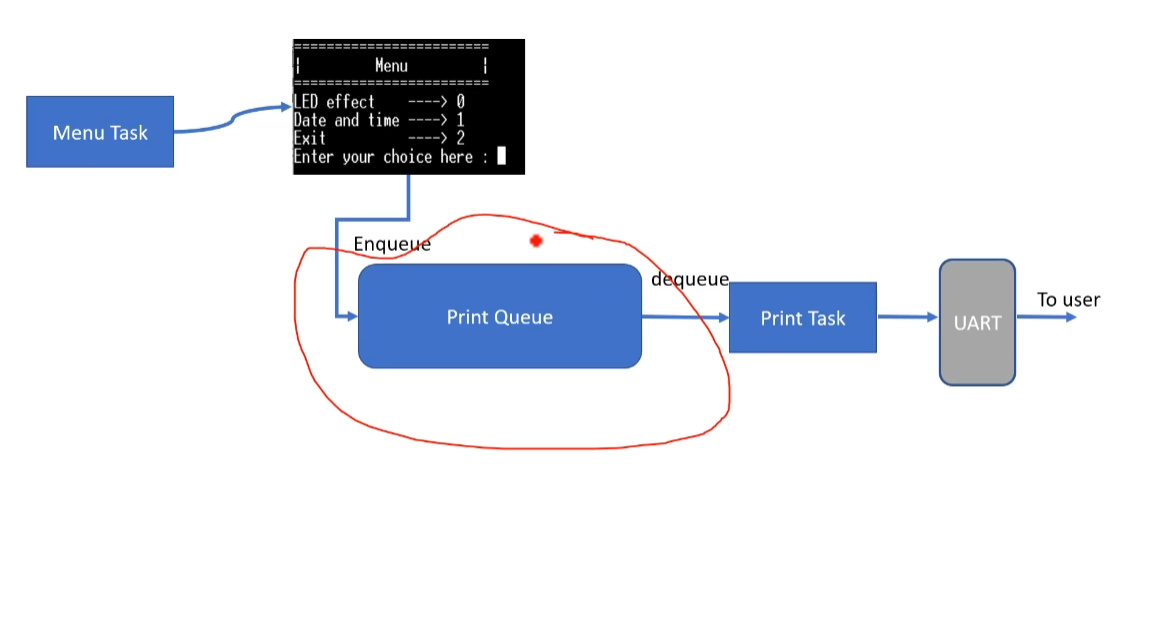 ========================
|         Menu         |
========================
LED effect    ----> 0
Date and time ----> 1
Exit          ----> 2
Enter your choice here :
Menu Task
Enqueue
dequeue
Print Queue
Print Task
UART
To user